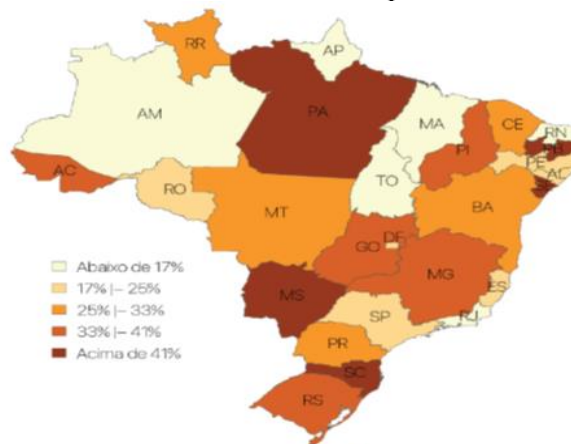 RR
AP
AM
PA
MA
CE
RN
PI
PB
PE
AL
SE
AC
RO
TO
MT
BA
DF
GO
MG
ES
MS
SP
RJ
PR
SC
RS
Abaixo de 17%
17% |– 25%
25% |– 33%
33% |– 41%
Acima de 41%